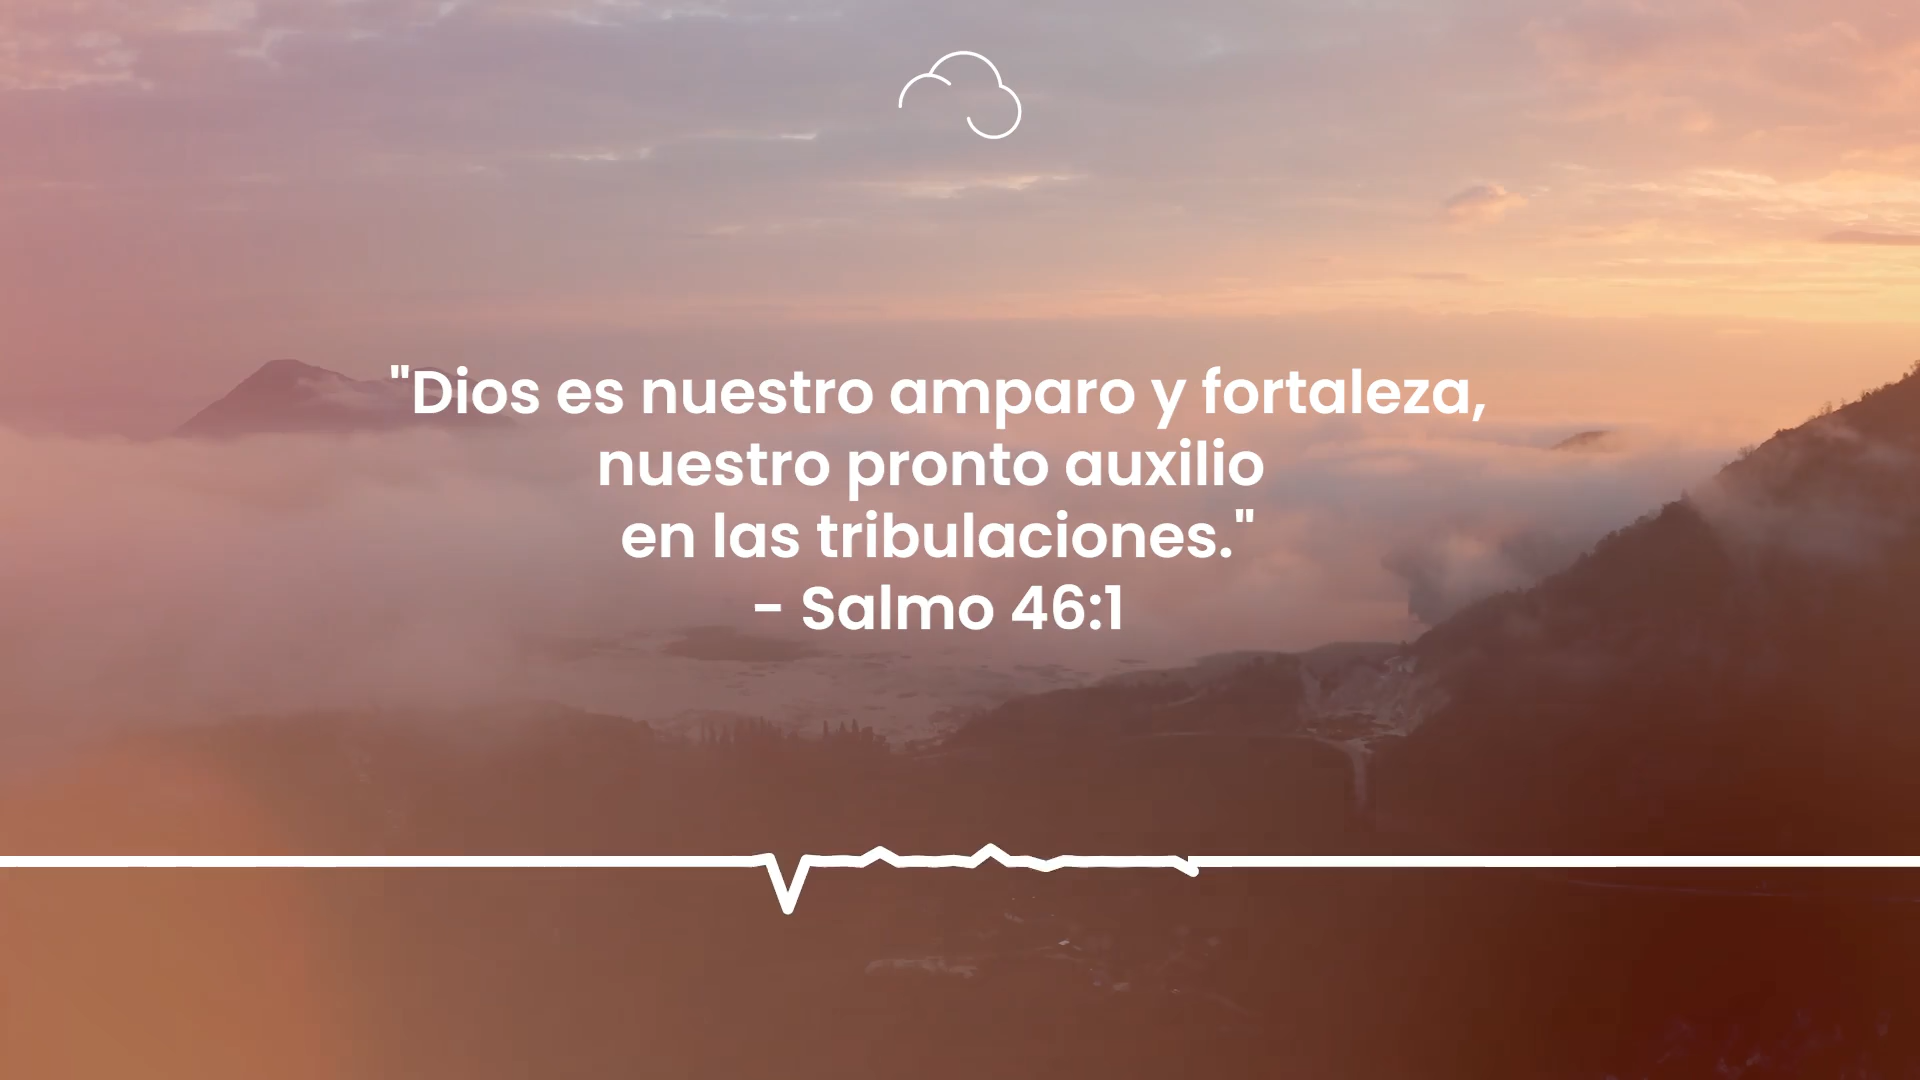 "Dios es nuestro amparo y fortaleza,
nuestro pronto auxilio
en las tribulaciones."
- Salmo 46:1